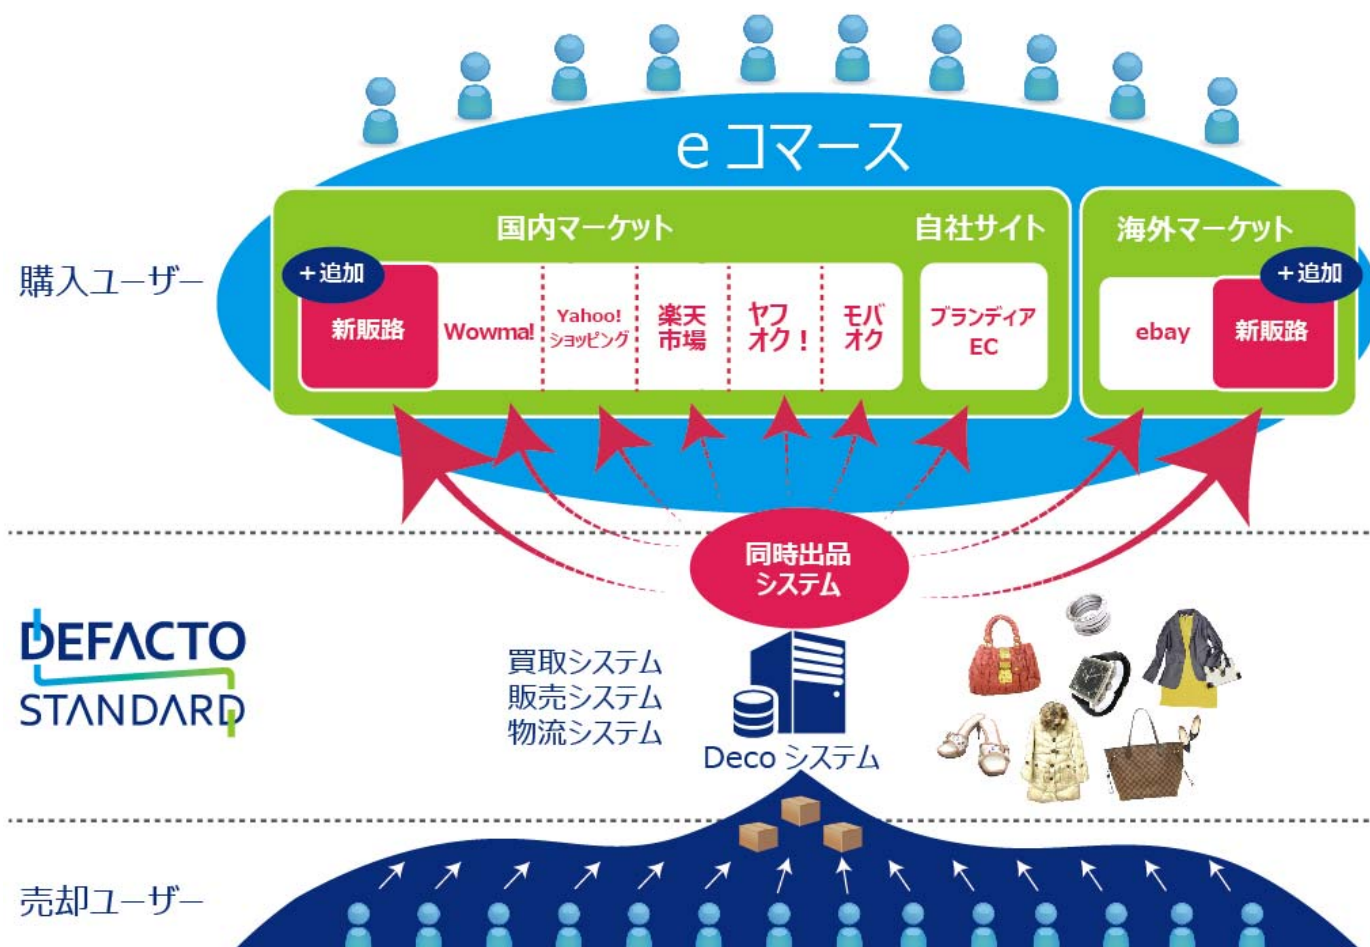 eコマース
国内マーケット
自社サイト
海外マーケット
購入ユーザー
+追加
新販路
Wowma!
Yahoo!
ショッピング
楽天
市場
ヤフ
オク!
モバ
オク
ブランディア
EC
ebay
+追加
新販路
同時出品
システム
DEFACTO
STANDARD
買取システム
販売システム
物流システム
Deco システム
売却ユーザー